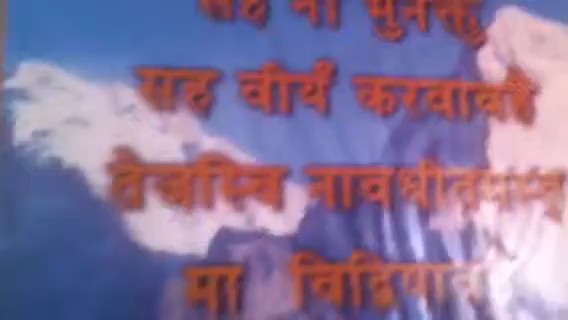 सह नौ भुनक्तु
सह वीर्यं करवावहै
तेजस्वि नावधीतमस्तु
मा विद्विषावहै